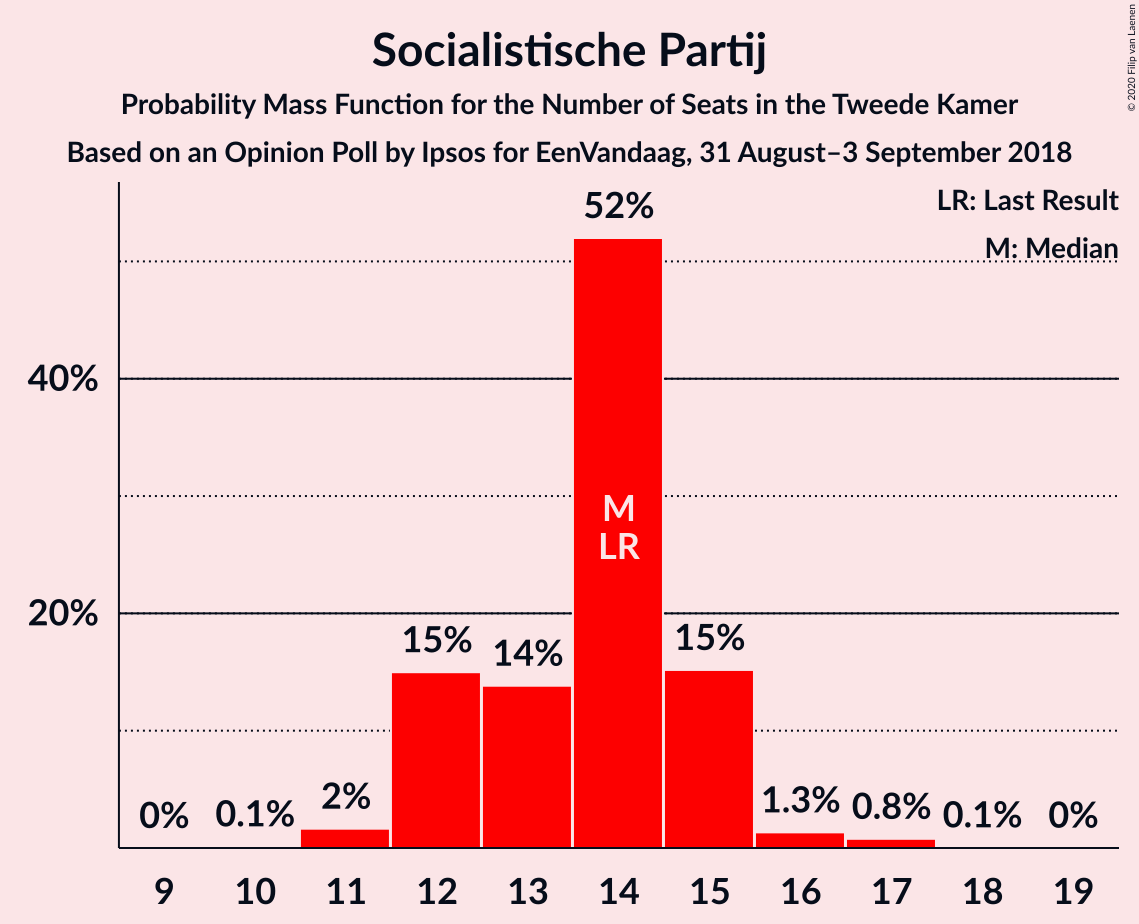 Socialistische Partij
Probability Mass Function for the Number of Seats in the Tweede Kamer
Based on an Opinion Poll by Ipsos for EenVandaag, 31 August–3 September 2018
© 2020 Filip van Laenen
LR: Last Result
M: Median
40%
20%
0%
0.1%
2%
15%
14%
52%
15%
1.3%
0.8%
0.1%
0%
M
LR
9 10 11 12 13 14 15 16 17 18 19